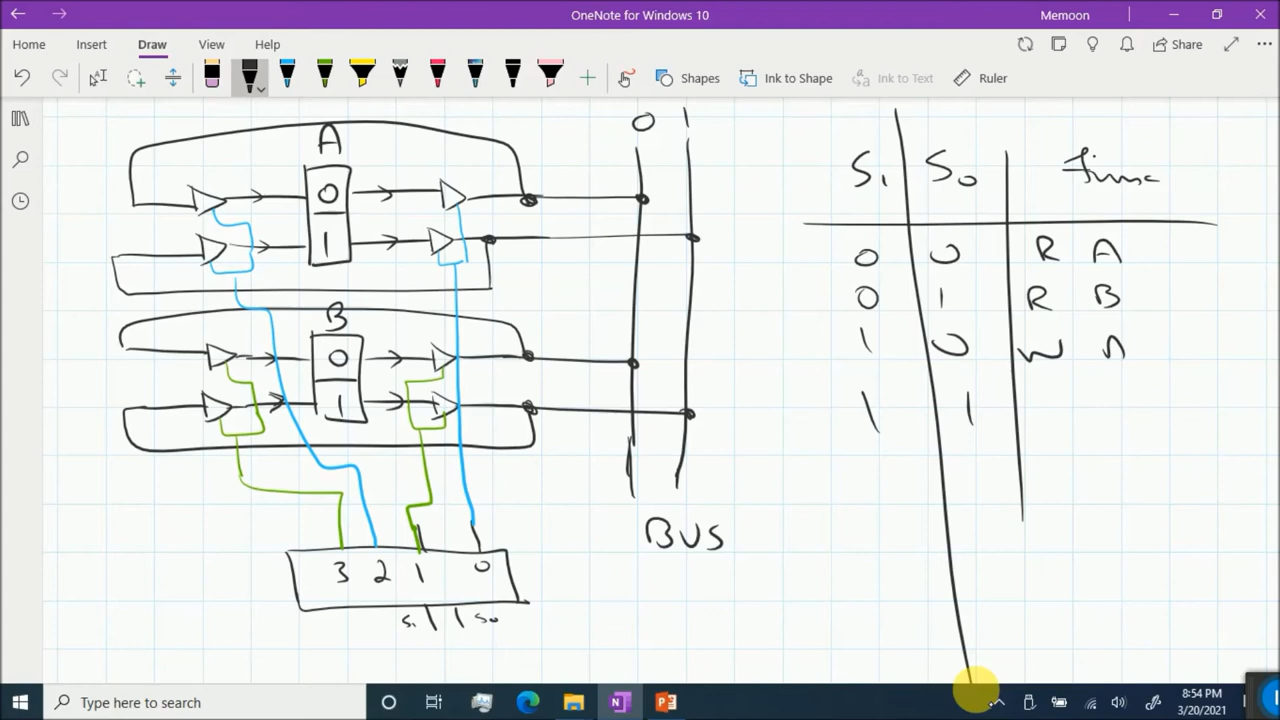 OneNote for Windows 10
Memoon
Home Insert Draw View Help
Share
Shapes
Ink to Shape
Ink to Text
Ruler
A
0
1
B
0
1
0 1
BUS
3 2 1 0
S1 S0
S1 S0 func
0 0 R A
0 1 R B
1 0 W A
1 1
Type here to search
8:54 PM
3/20/2021